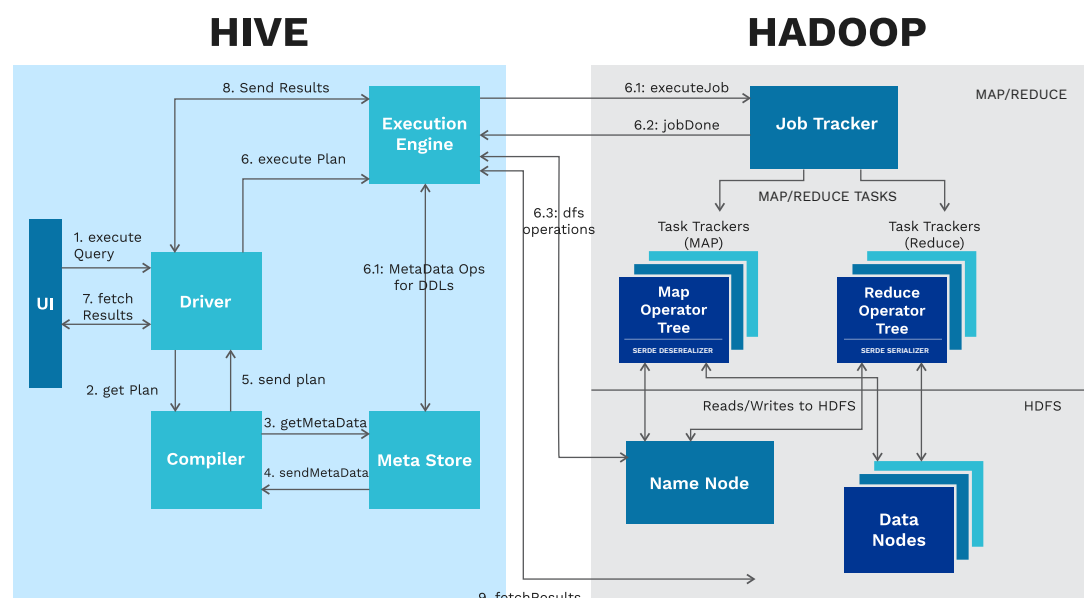 HIVE
HADOOP
8. Send Results
6.1: executeJob
MAP/REDUCE
Execution
Engine
Job Tracker
6.2: jobDone
6. execute Plan
MAP/REDUCE TASKS
6.3: dfs
operations
Task Trackers
(MAP)
Task Trackers
(Reduce)
1. execute
Query
UI
7. fetch
Results
Driver
6.1: MetaData Ops
for DDLs
Map
Operator
Tree
SERDE DESEREALIZER
Reduce
Operator
Tree
SERDE SERIALIZER
2. get Plan
5. send plan
Reads/Writes to HDFS
HDFS
3. getMetaData
Compiler
Meta Store
4. sendMetaData
Name Node
Data
Nodes
9. fetchResults